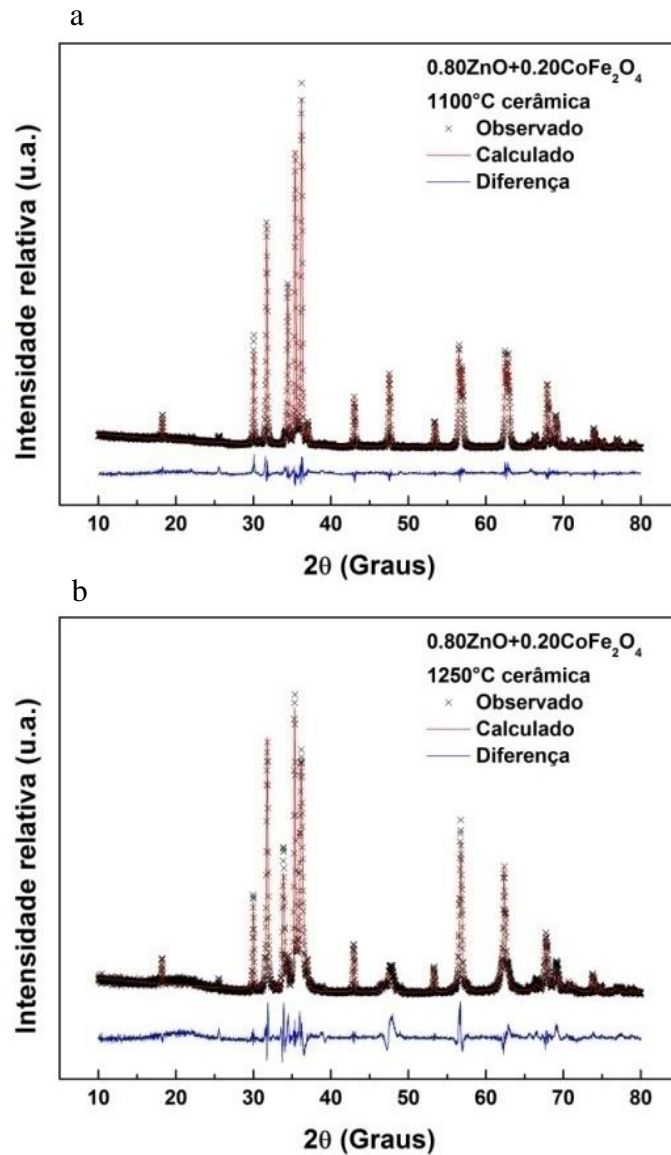 a
0.80ZnO+0.20CoFe₂O₄
1100°C cerâmica
Observado
Calculado
Diferença
Intensidade relativa (u.a.)
10 20 30 40 50 60 70 80
2θ (Graus)
b
0.80ZnO+0.20CoFe₂O₄
1250°C cerâmica
Observado
Calculado
Diferença
Intensidade relativa (u.a.)
10 20 30 40 50 60 70 80
2θ (Graus)